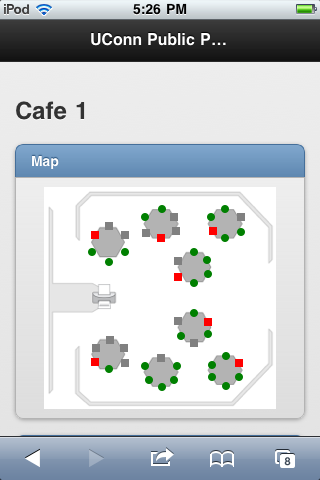 iPod 5:26 PM
UConn Public P...
Cafe 1
Map
8